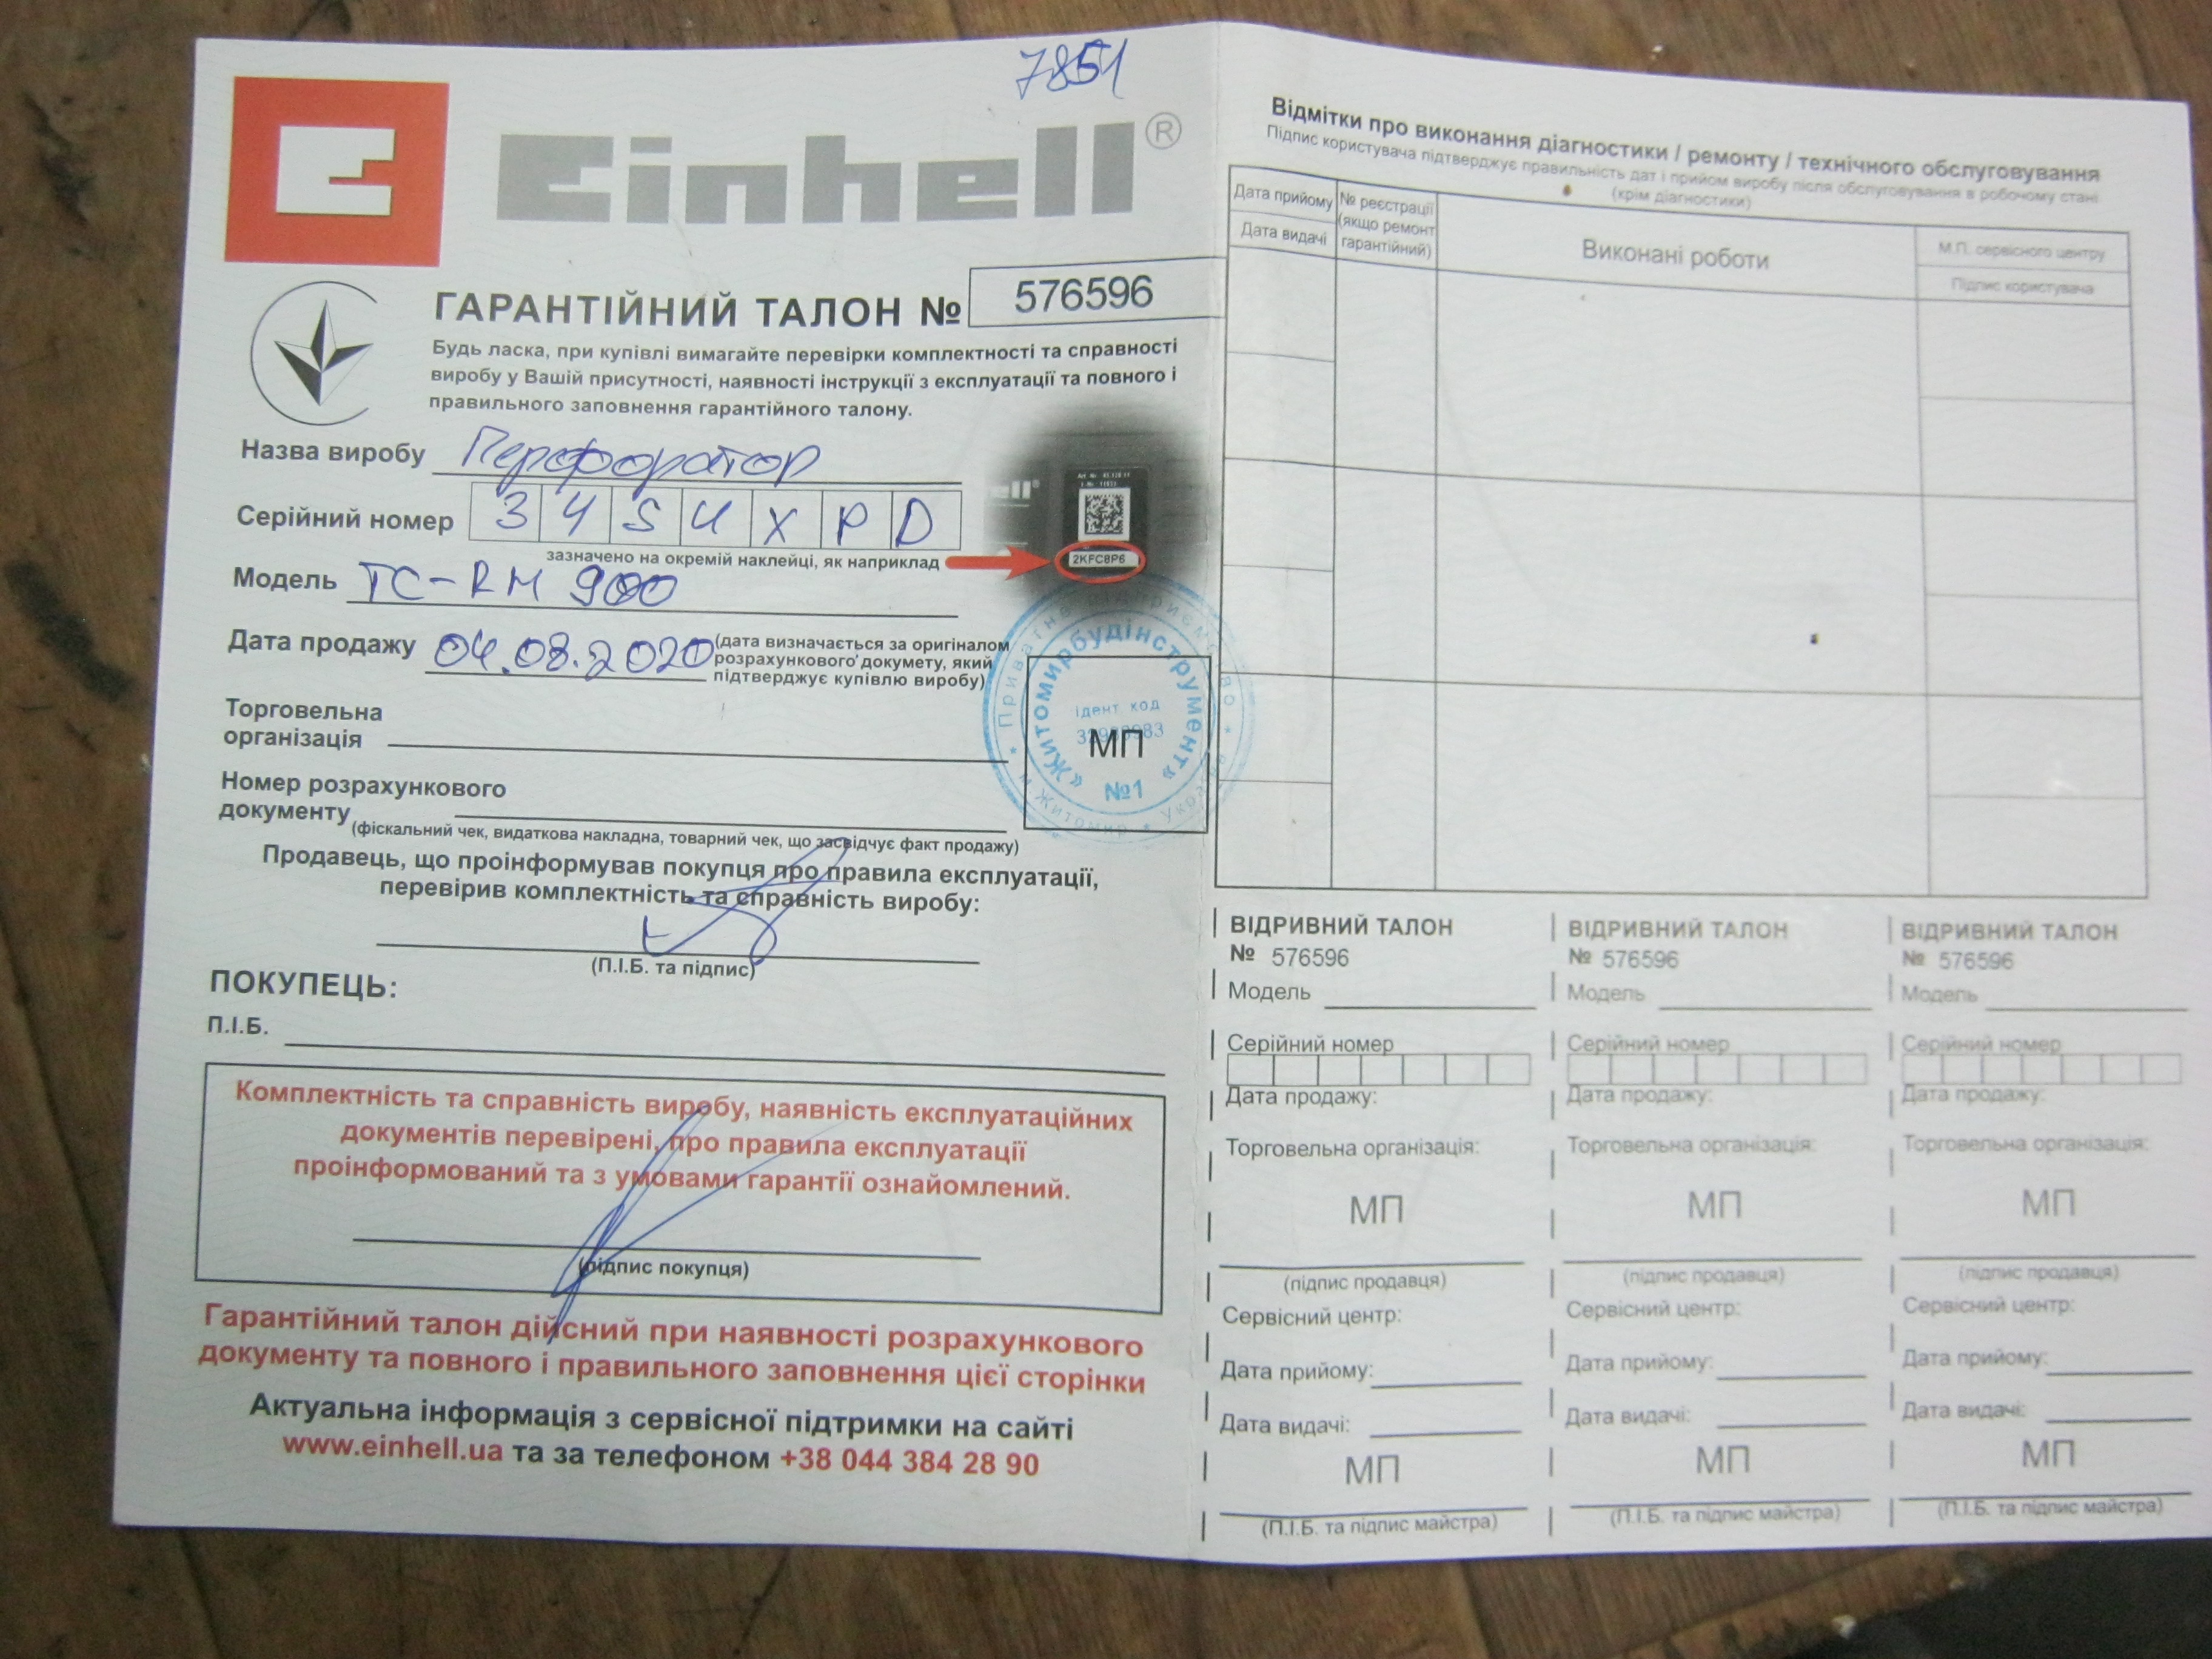 7851
Einhell®
ГАРАНТІЙНИЙ ТАЛОН № 576596
Будь ласка, при купівлі вимагайте перевірки комплектності та справності
виробу у Вашій присутності, наявності інструкції з експлуатації та повного і
правильного заповнення гарантійного талону.
Назва виробу Перфоратор
Серійний номер 3 4 S U X P D
зазначено на окремій наклейці, як наприклад
2KFC8P6
Модель TC-RH 900
Дата продажу 04.08.2020 (дата визначається за оригіналом
розрахункового докумету, який
підтверджує купівлю виробу)
Торговельна
організація
Номер розрахункового
документу
(фіскальний чек, видаткова накладна, товарний чек, що засвідчує факт продажу)
МП
Приватне підприємство
«Житомирбудінструмент»
ідент код
№1
м Житомир * Україна
Продавець, що проінформував покупця про правила експлуатації,
перевірив комплектність та справність виробу:
(П.І.Б. та підпис)
ПОКУПЕЦЬ:
П.І.Б.
Комплектність та справність виробу, наявність експлуатаційних
документів перевірені, про правила експлуатації
проінформований та з умовами гарантії ознайомлений.
(підпис покупця)
Гарантійний талон дійсний при наявності розрахункового
документу та повного і правильного заповнення цієї сторінки
Актуальна інформація з сервісної підтримки на сайті
www.einhell.ua та за телефоном +38 044 384 28 90
Відмітки про виконання діагностики / ремонту / технічного обслуговування
Підпис користувача підтверджує правильність дат і прийом виробу після обслуговування в робочому стані
(крім діагностики)
Дата прийому
Дата видачі
№ реєстрації
(якщо ремонт
гарантійний)
Виконані роботи
М.П. сервісного центру
Підпис користувача
ВІДРИВНИЙ ТАЛОН
№ 576596
Модель
Серійний номер
Дата продажу:
Торговельна організація:
МП
(підпис продавця)
Сервісний центр:
Дата прийому:
Дата видачі:
МП
(П.І.Б. та підпис майстра)
ВІДРИВНИЙ ТАЛОН
№ 576596
Модель
Серійний номер
Дата продажу:
Торговельна організація:
МП
(підпис продавця)
Сервісний центр:
Дата прийому:
Дата видачі:
МП
(П.І.Б. та підпис майстра)
ВІДРИВНИЙ ТАЛОН
№ 576596
Модель
Серійний номер
Дата продажу:
Торговельна організація:
МП
(підпис продавця)
Сервісний центр:
Дата прийому:
Дата видачі:
МП
(П.І.Б. та підпис майстра)